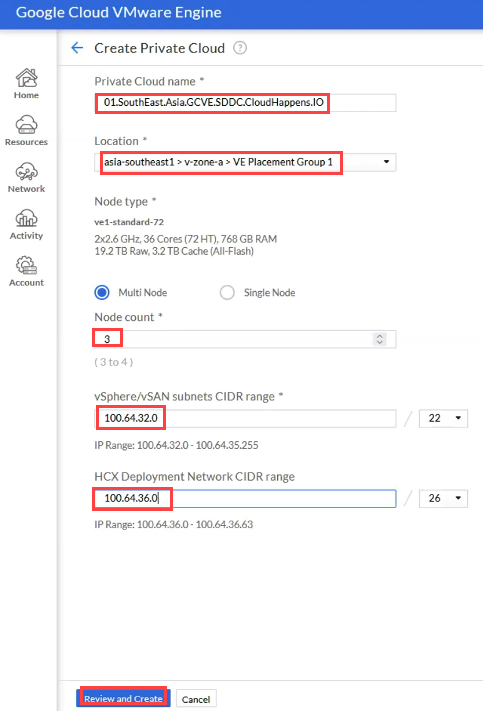 Google Cloud VMware Engine
Create Private Cloud ?
Home
Resources
Network
Activity
Account
Private Cloud name *
01.SouthEast.Asia.GCVE.SDDC.CloudHappens.IO
Location *
asia-southeast1 > v-zone-a > VE Placement Group 1
Node type *
ve1-standard-72
2x2.6 GHz, 36 Cores (72 HT), 768 GB RAM
19.2 TB Raw, 3.2 TB Cache (All-Flash)
Multi Node Single Node
Node count *
3
( 3 to 4 )
vSphere/vSAN subnets CIDR range *
100.64.32.0 / 22
IP Range: 100.64.32.0 - 100.64.35.255
HCX Deployment Network CIDR range
100.64.36.0 / 26
IP Range: 100.64.36.0 - 100.64.36.63
Review and Create Cancel